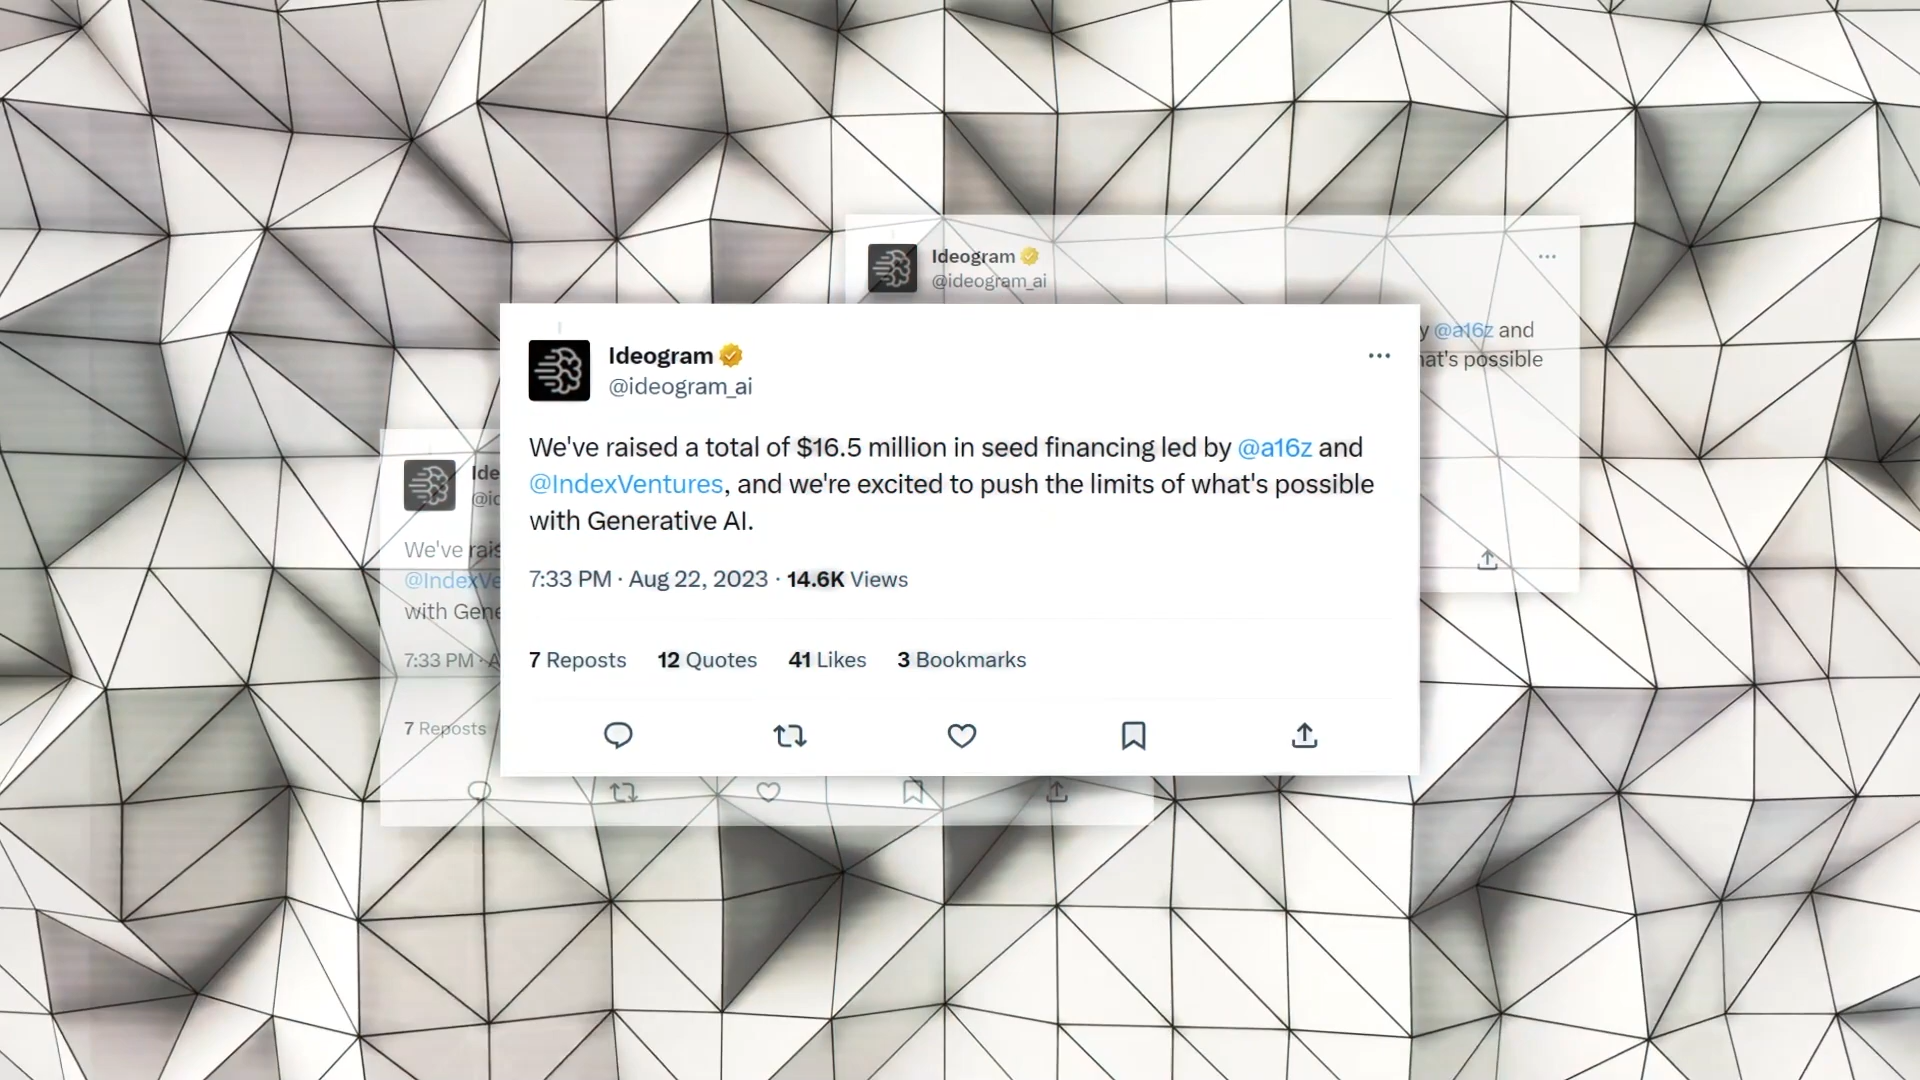 Ideogram
@ideogram_ai
y @a16z and
hat's possible
Ideogram
@ideogram_ai
We've raised a total of $16.5 million in seed financing led by @a16z and
@IndexVentures, and we're excited to push the limits of what's possible
with Generative AI.
7:33 PM · Aug 22, 2023 · 14.6K Views
7 Reposts 12 Quotes 41 Likes 3 Bookmarks
Ide
@id
We've rais
@IndexVe
with Gene
7:33 PM · A
7 Reposts